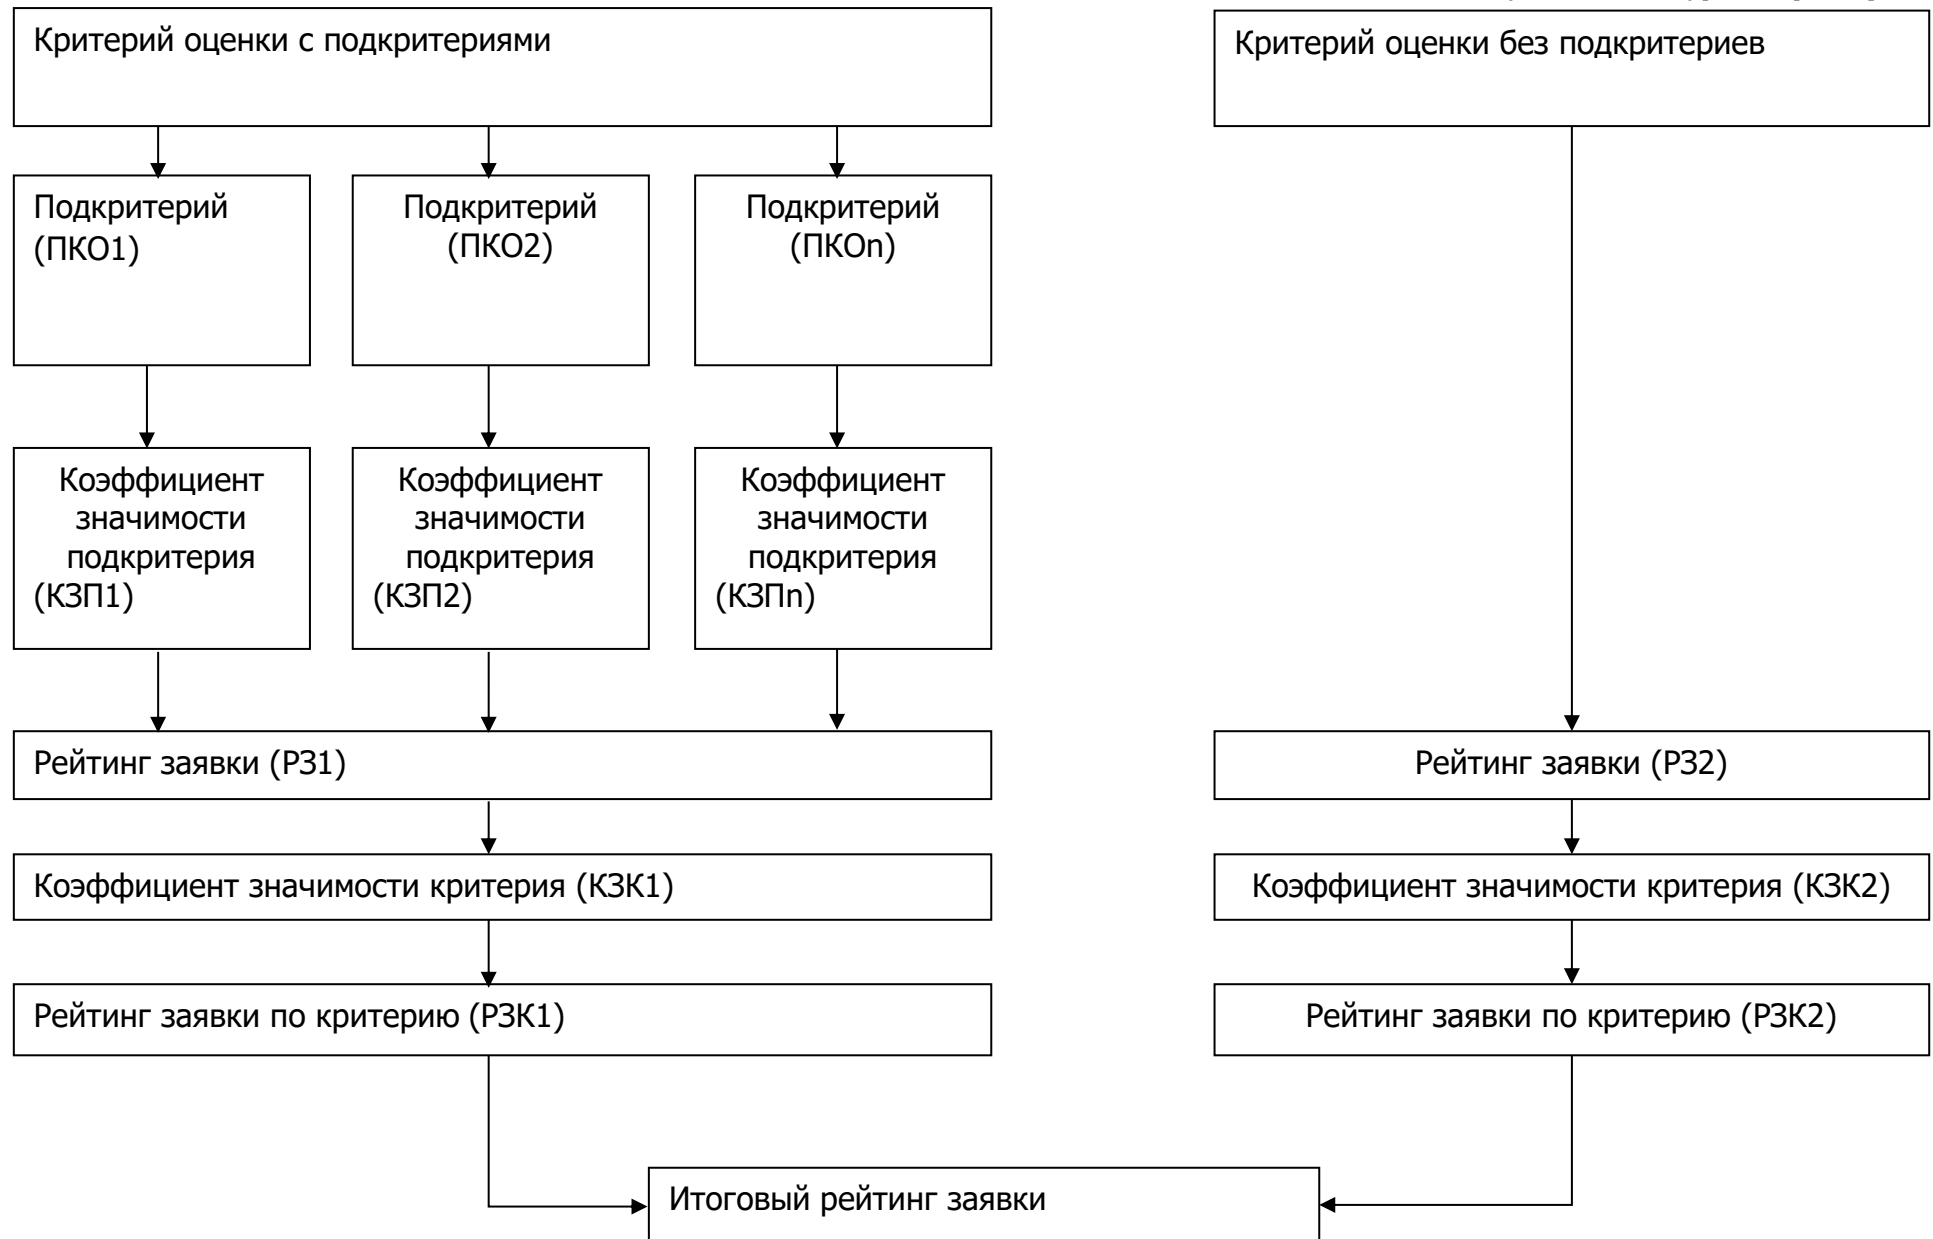 Критерий оценки с подкритериями
Критерий оценки без подкритериев
Подкритерий
(ПКО1)
Подкритерий
(ПКО2)
Подкритерий
(ПКОn)
Коэффициент
значимости
подкритерия
(КЗП1)
Коэффициент
значимости
подкритерия
(КЗП2)
Коэффициент
значимости
подкритерия
(КЗПn)
Рейтинг заявки (РЗ1)
Рейтинг заявки (РЗ2)
Коэффициент значимости критерия (КЗК1)
Коэффициент значимости критерия (КЗК2)
Рейтинг заявки по критерию (РЗК1)
Рейтинг заявки по критерию (РЗК2)
Итоговый рейтинг заявки